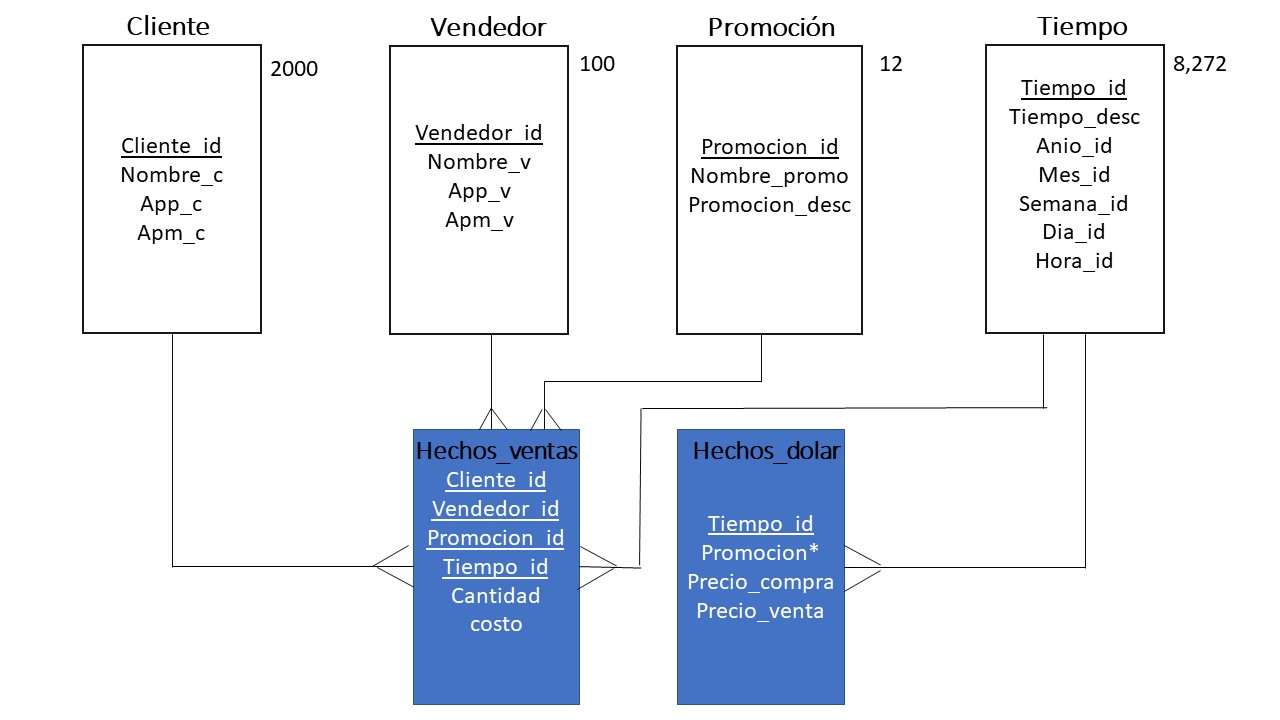 Cliente
2000
Cliente_id
Nombre_c
App_c
Apm_c
Vendedor
100
Vendedor_id
Nombre_v
App_v
Apm_v
Promoción
12
Promocion_id
Nombre_promo
Promocion_desc
Tiempo
8,272
Tiempo_id
Tiempo_desc
Anio_id
Mes_id
Semana_id
Dia_id
Hora_id
Hechos_ventas
Cliente_id
Vendedor_id
Promocion_id
Tiempo_id
Cantidad
costo
Hechos_dolar
Tiempo_id
Promocion*
Precio_compra
Precio_venta